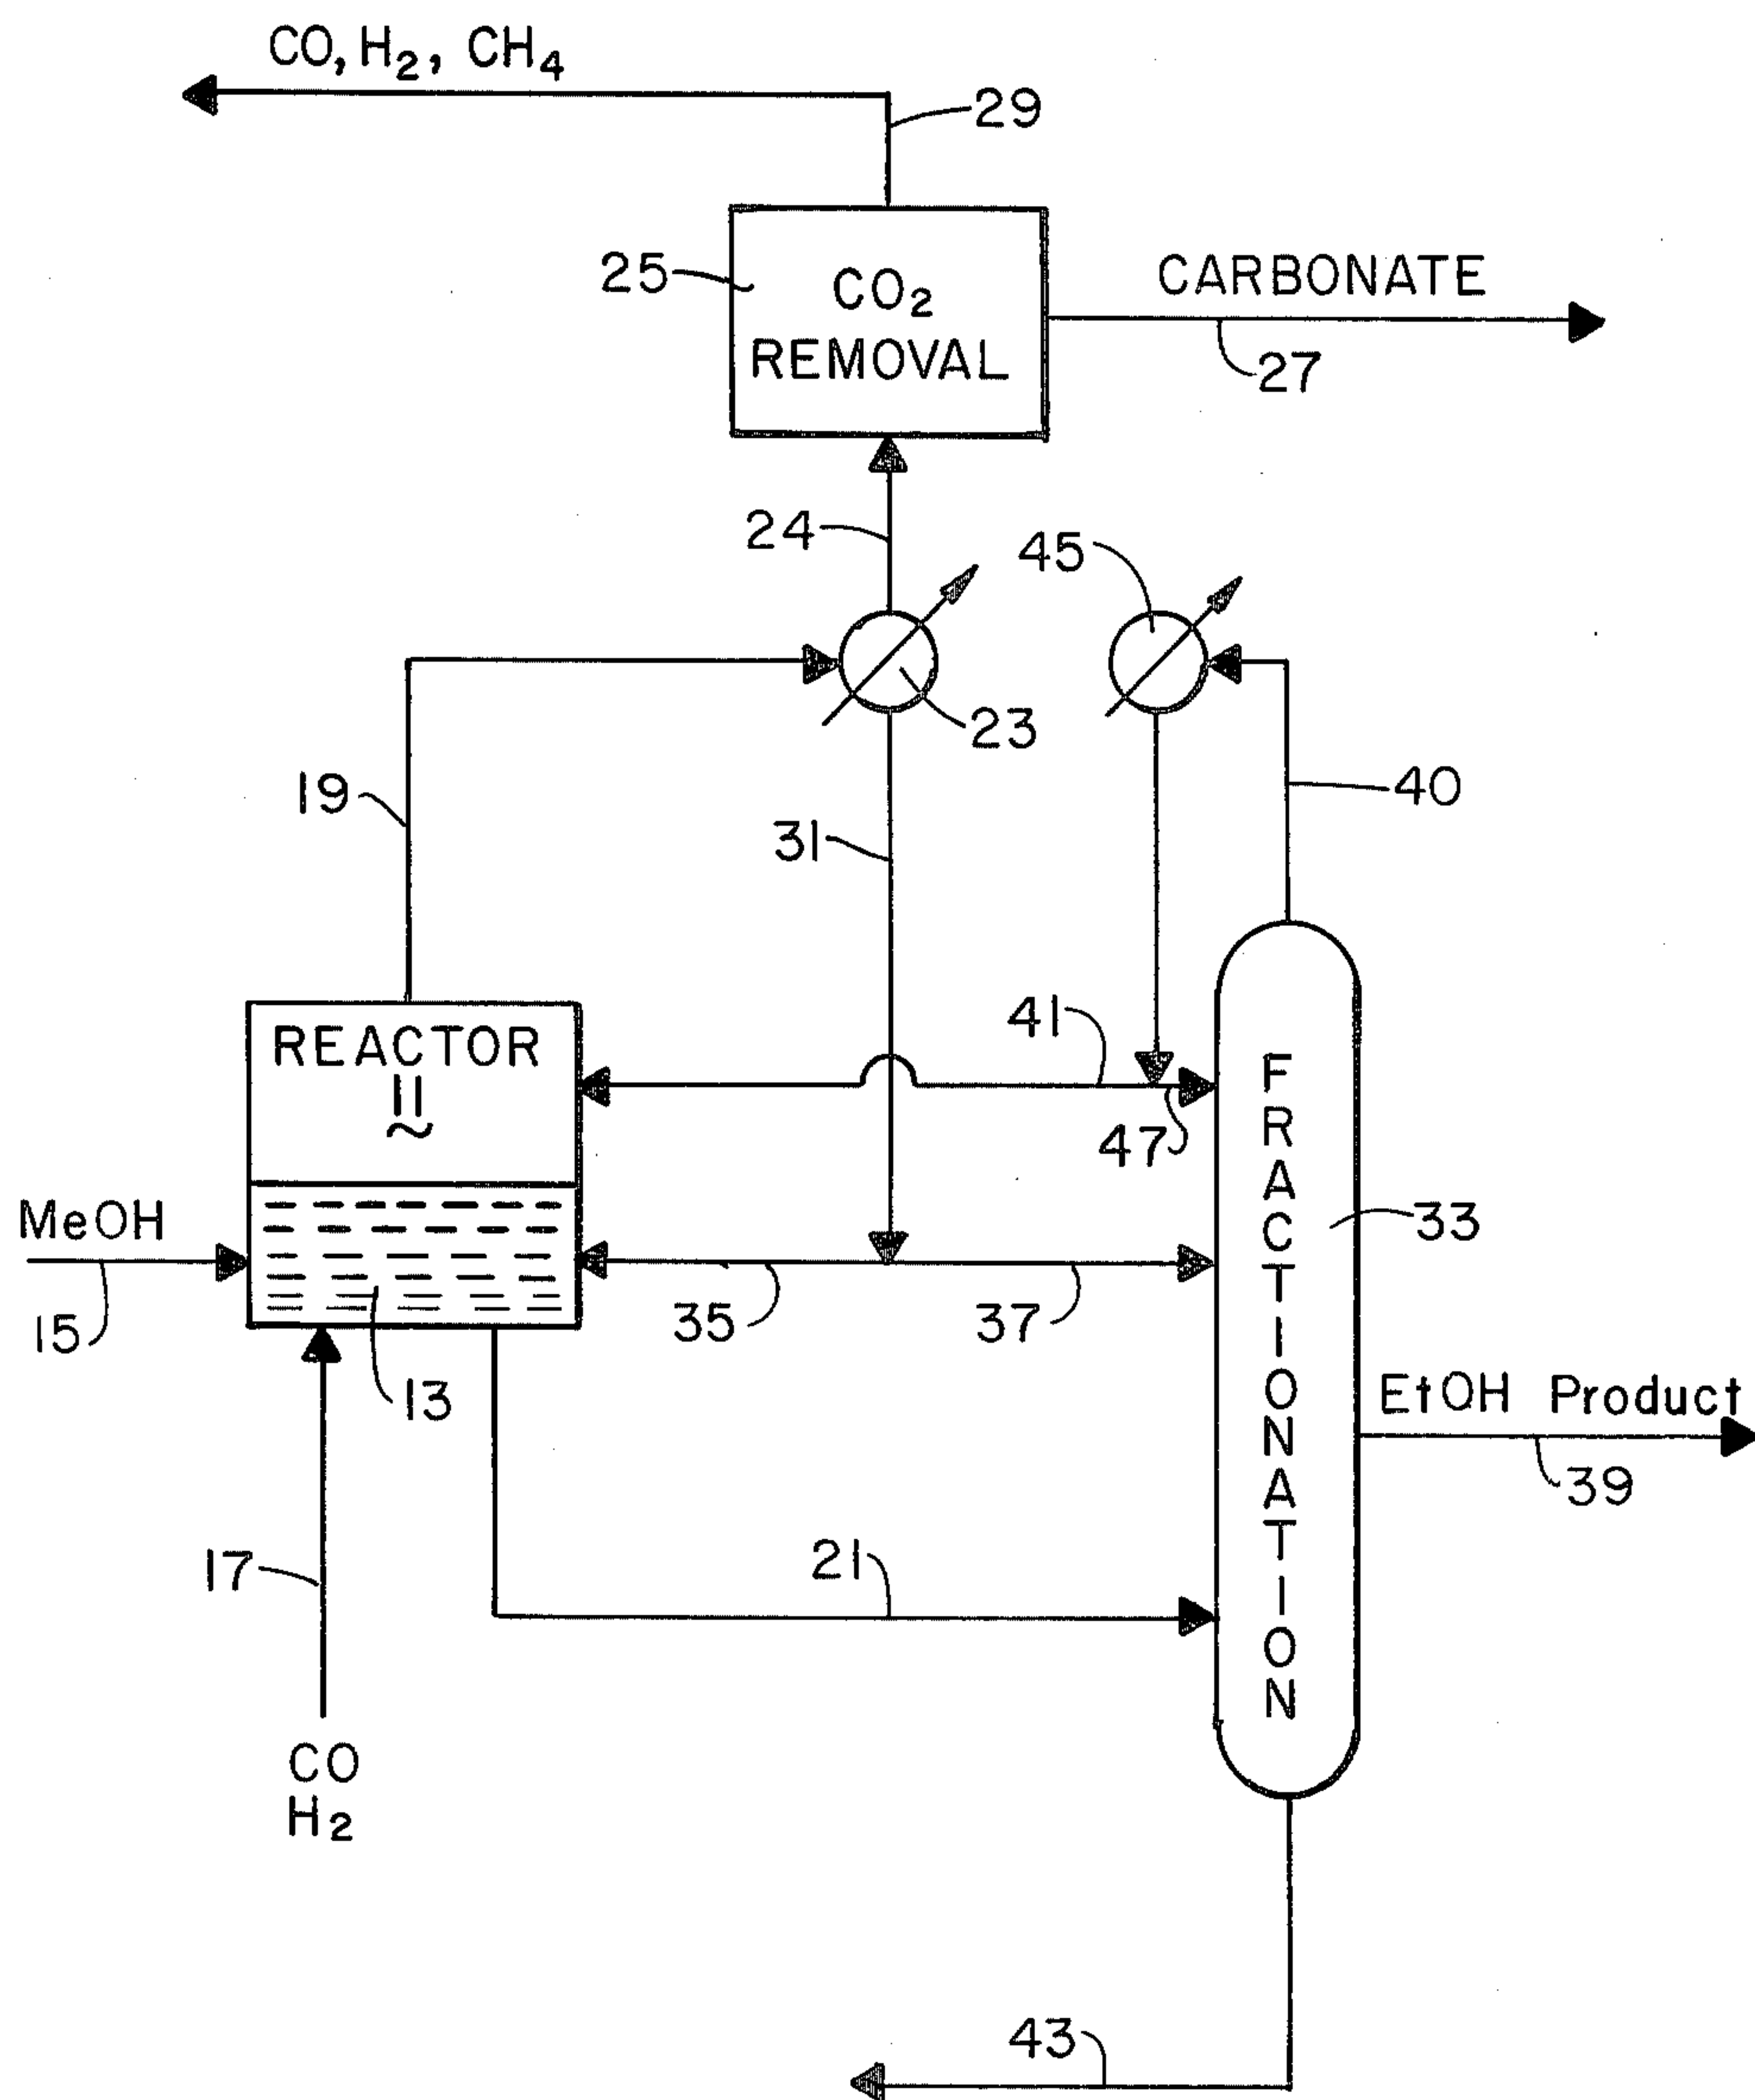 CO, H₂, CH₄
29
25
CO₂
REMOVAL
CARBONATE
27
24
45
23
19
40
31
REACTOR
11
41
47
MeOH
33
15
35
37
13
EtOH Product
39
21
17
CO
H₂
FRACTIONATION
43